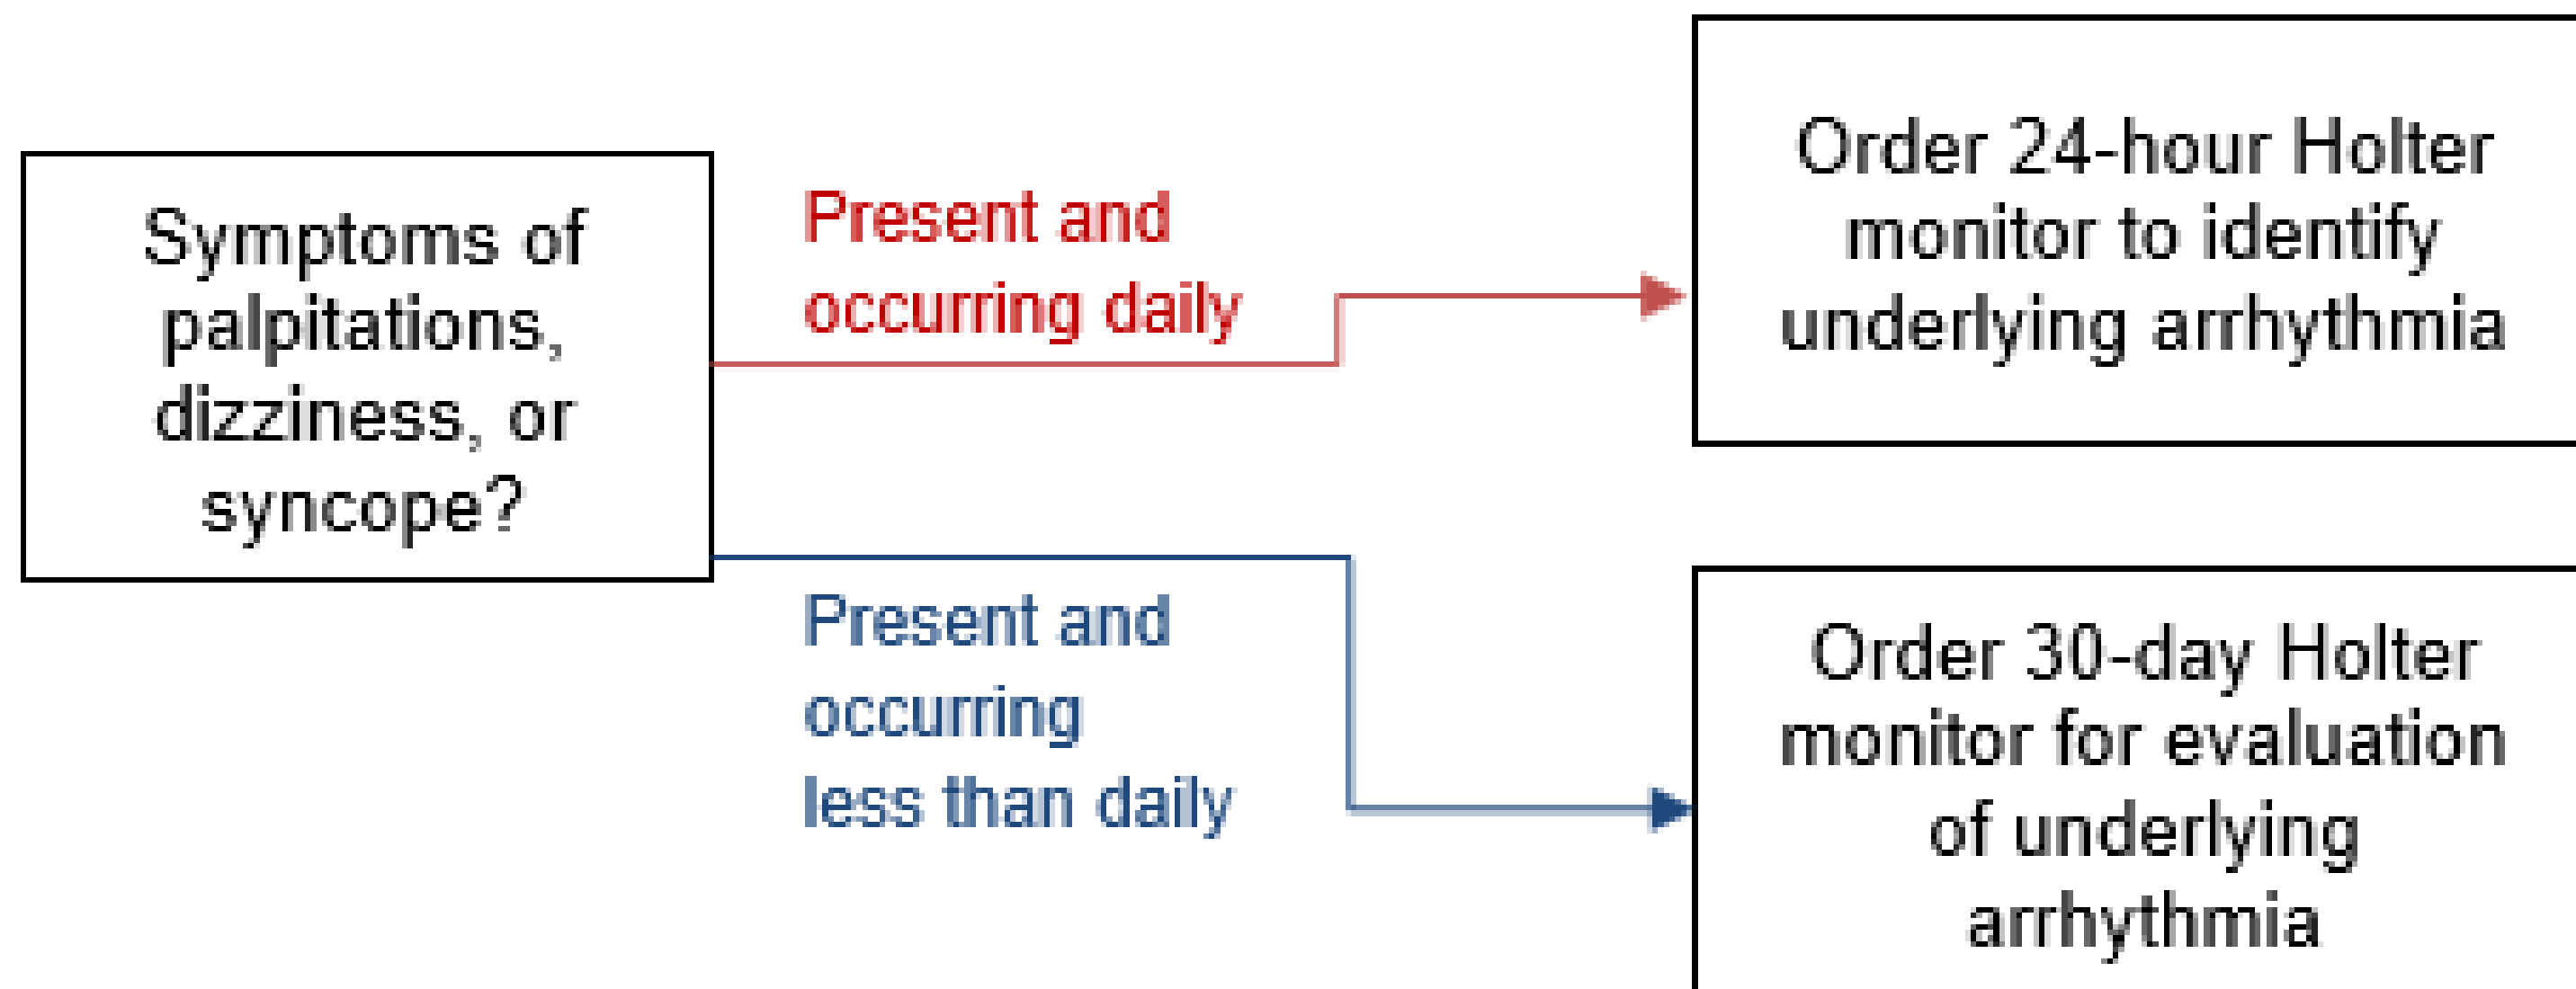 Symptoms of
palpitations,
dizziness, or
syncope?
Present and
occurring daily
Order 24-hour Holter
monitor to identify
underlying arrhythmia
Present and
occurring
less than daily
Order 30-day Holter
monitor for evaluation
of underlying
arrhythmia